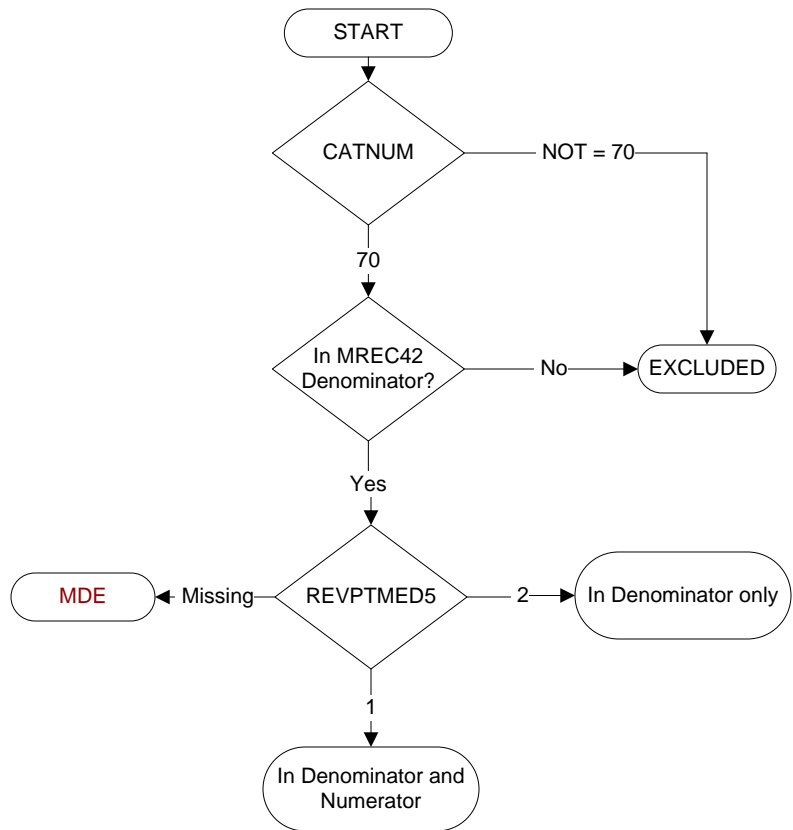 START
CATNUM
NOT = 70
70
In MREC42
Denominator?
No
EXCLUDED
Yes
MDE
Missing
REVPTMED5
2
In Denominator only
1
In Denominator and
Numerator